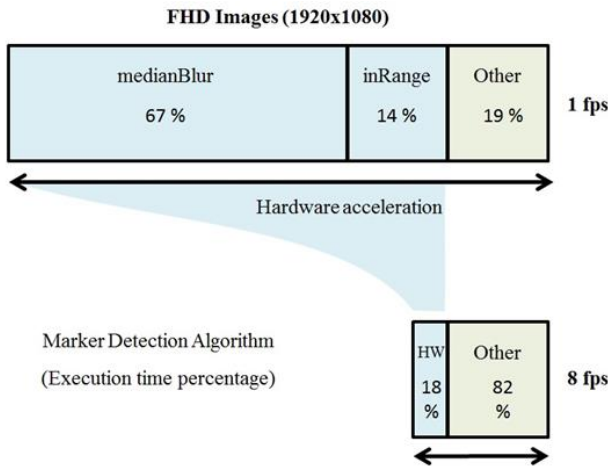 FHD Images (1920x1080)
medianBlur
inRange
Other
67 %
14 %
19 %
1 fps
Hardware acceleration
Marker Detection Algorithm
(Execution time percentage)
HW
Other
18
%
82
%
8 fps